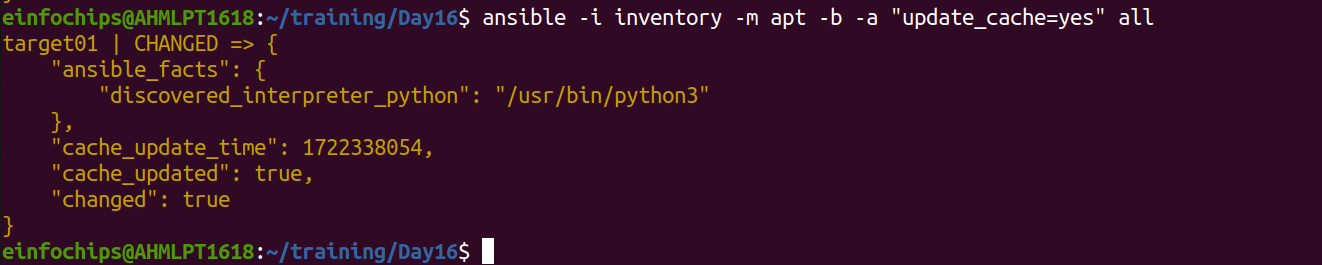 einfochips@AHMLPT1618:~/training/Day16$ ansible -i inventory -m apt -b -a "update_cache=yes" all
target01 | CHANGED => {
    "ansible_facts": {
        "discovered_interpreter_python": "/usr/bin/python3"
    },
    "cache_update_time": 1722338054,
    "cache_updated": true,
    "changed": true
}
einfochips@AHMLPT1618:~/training/Day16$